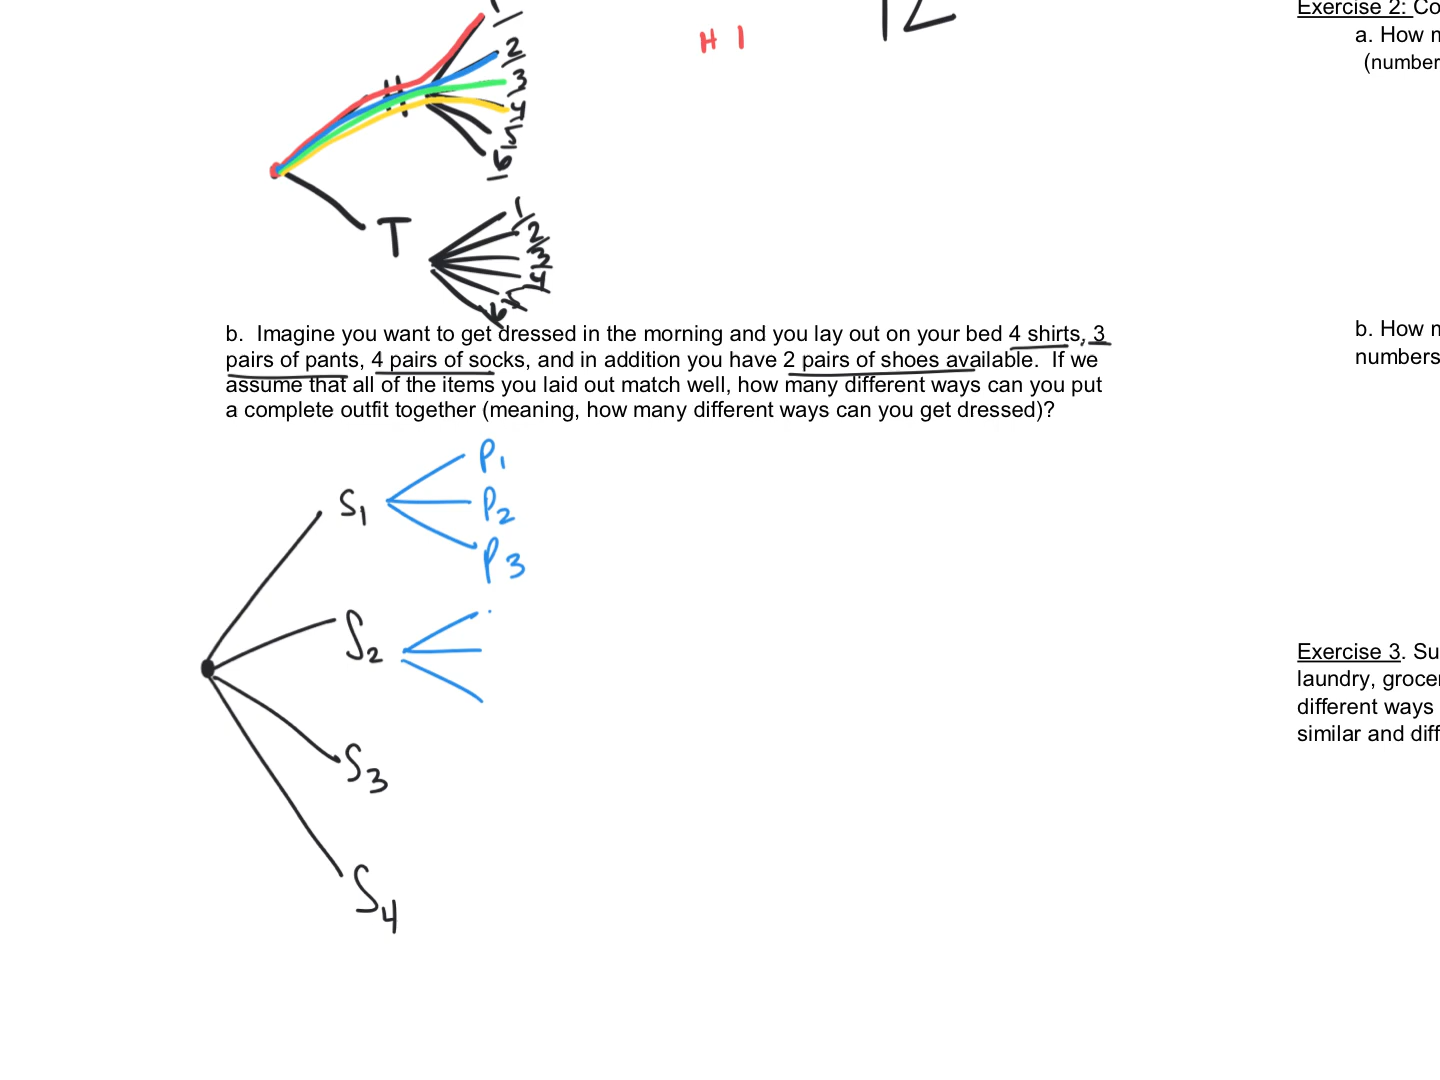 H
1
2
3
4
5
6
T
1
2
3
4
5
6
H 1
12
b. Imagine you want to get dressed in the morning and you lay out on your bed 4 shirts, 3
pairs of pants, 4 pairs of socks, and in addition you have 2 pairs of shoes available. If we
assume that all of the items you laid out match well, how many different ways can you put
a complete outfit together (meaning, how many different ways can you get dressed)?
S1
P1
P2
P3
S2
S3
S4
Exercise 2: Co
a. How
(number
b. How
numbers
Exercise 3. Su
laundry, groce
different ways
similar and diff